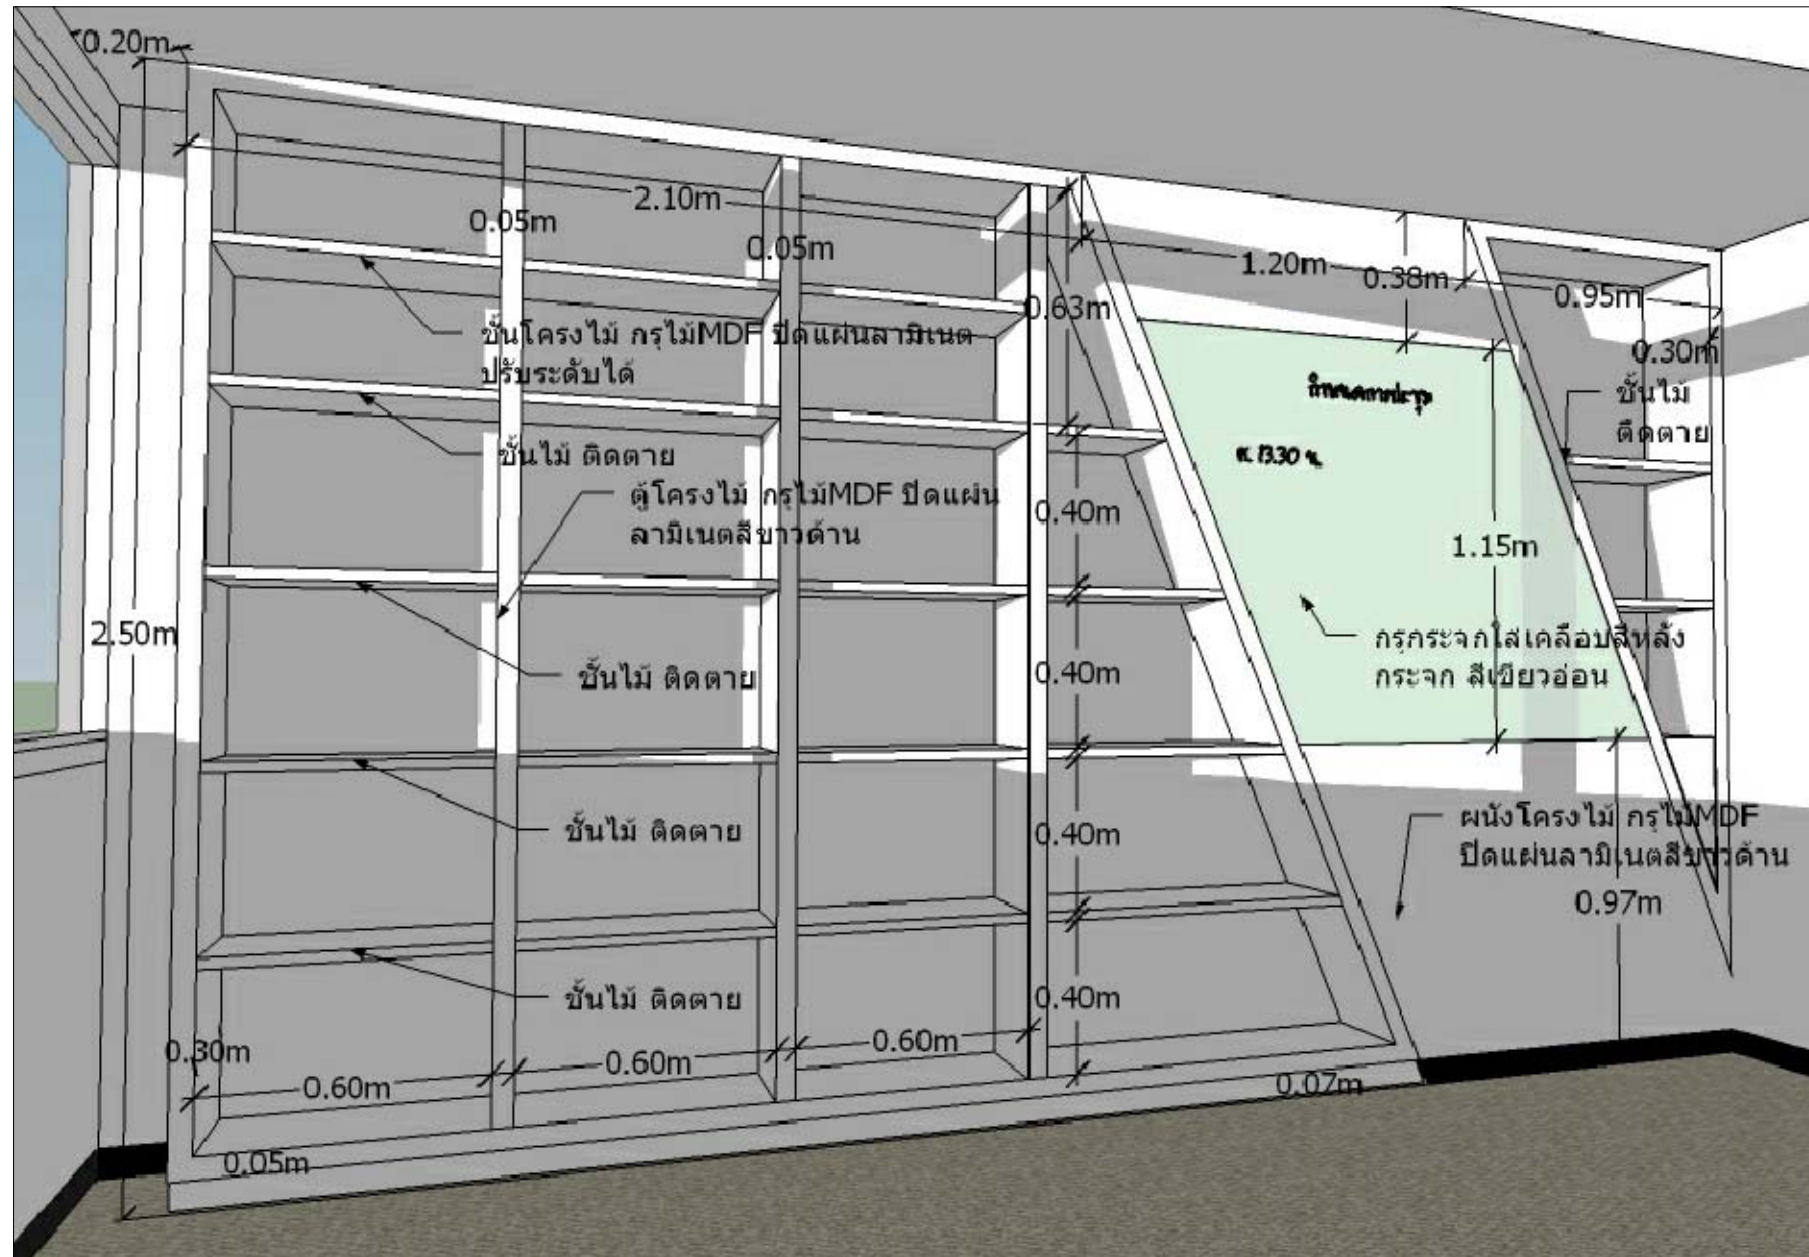 0.20m
2.10m
0.05m
0.05m
1.20m
0.38m
0.95m
0.63m
0.30m
ชั้นโครงไม้ กรุไม้MDF ปิดแผ่นลามิเนต
ปรับระดับได้
ชั้นไม้
ติดตาย
ชั้นไม้ ติดตาย
ต.13.30 น.
ตู้โครงไม้ กรุไม้MDF ปิดแผ่น
ลามิเนตสีขาวด้าน
0.40m
1.15m
2.50m
กรุกระจกใสเคลือบสีหลัง
กระจก สีเขียวอ่อน
ชั้นไม้ ติดตาย
0.40m
ชั้นไม้ ติดตาย
0.40m
ผนังโครงไม้ กรุไม้MDF
ปิดแผ่นลามิเนตสีขาวด้าน
0.97m
ชั้นไม้ ติดตาย
0.40m
0.30m
0.60m
0.60m
0.60m
0.07m
0.05m